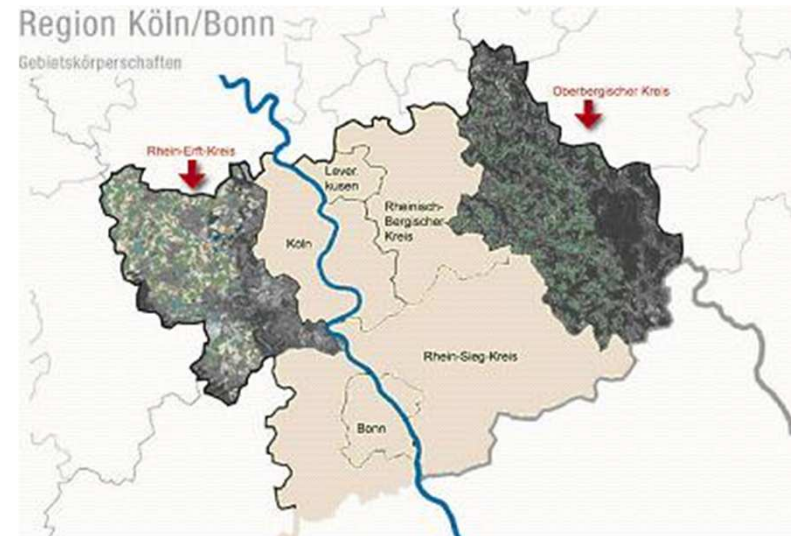 Region Köln/Bonn
Gebietskörperschaften
Oberbergischer Kreis
Rhein-Erft-Kreis
Lever.
kusen
Rheinisch-
Bergischer-
Kreis
Köln
Rhein-Sieg-Kreis
Bonn